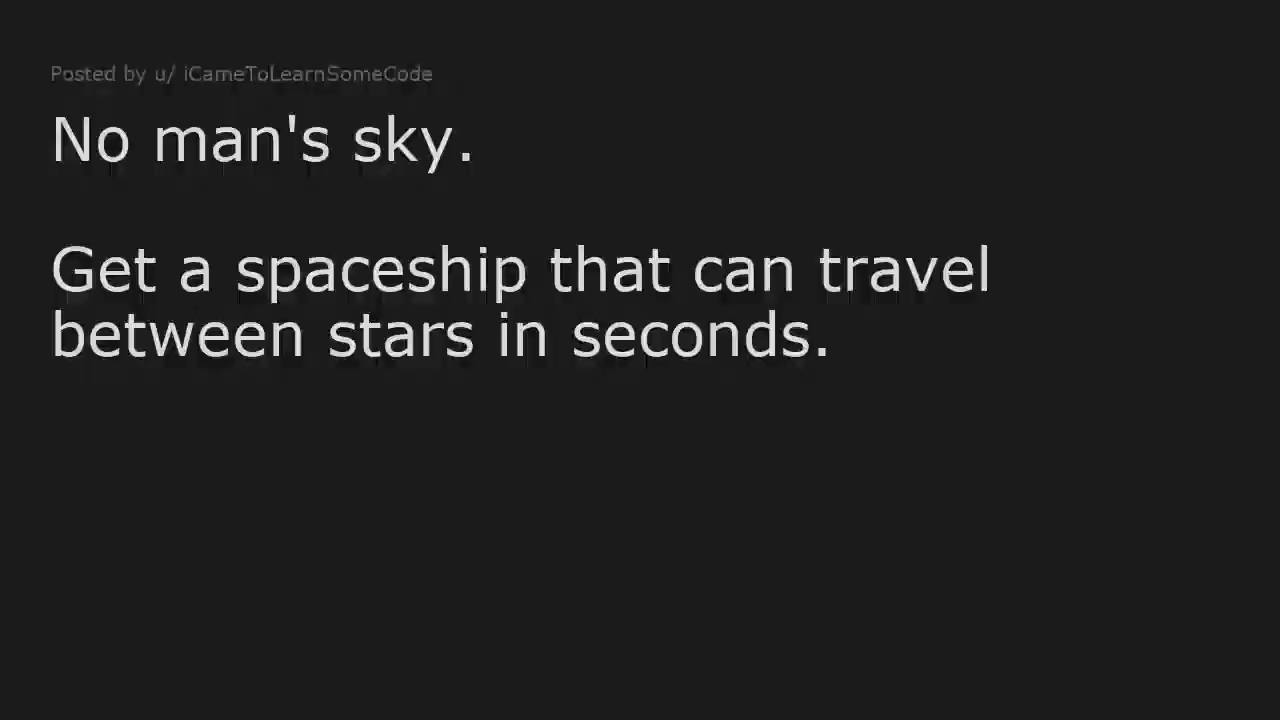 Posted by u/ iCameToLearnSomeCode
No man's sky.
Get a spaceship that can travel
between stars in seconds.